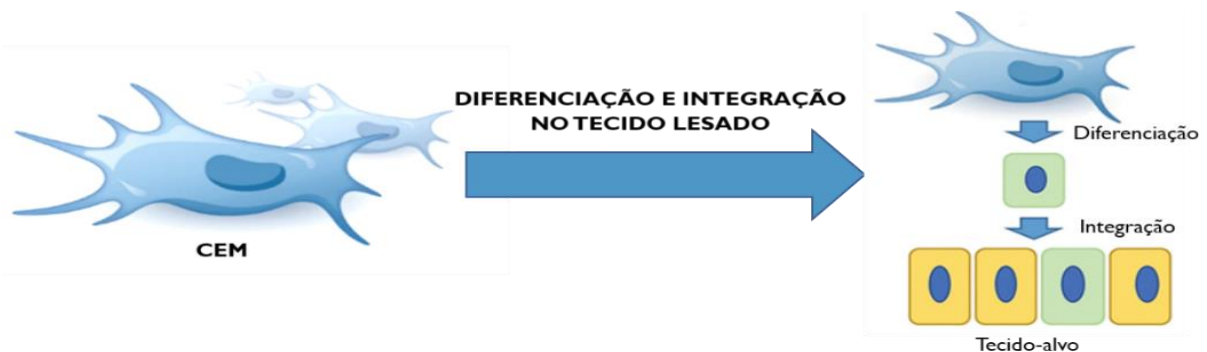 CEM
DIFERENCIAÇÃO E INTEGRAÇÃO
NO TECIDO LESADO
Diferenciação
Integração
Tecido-alvo